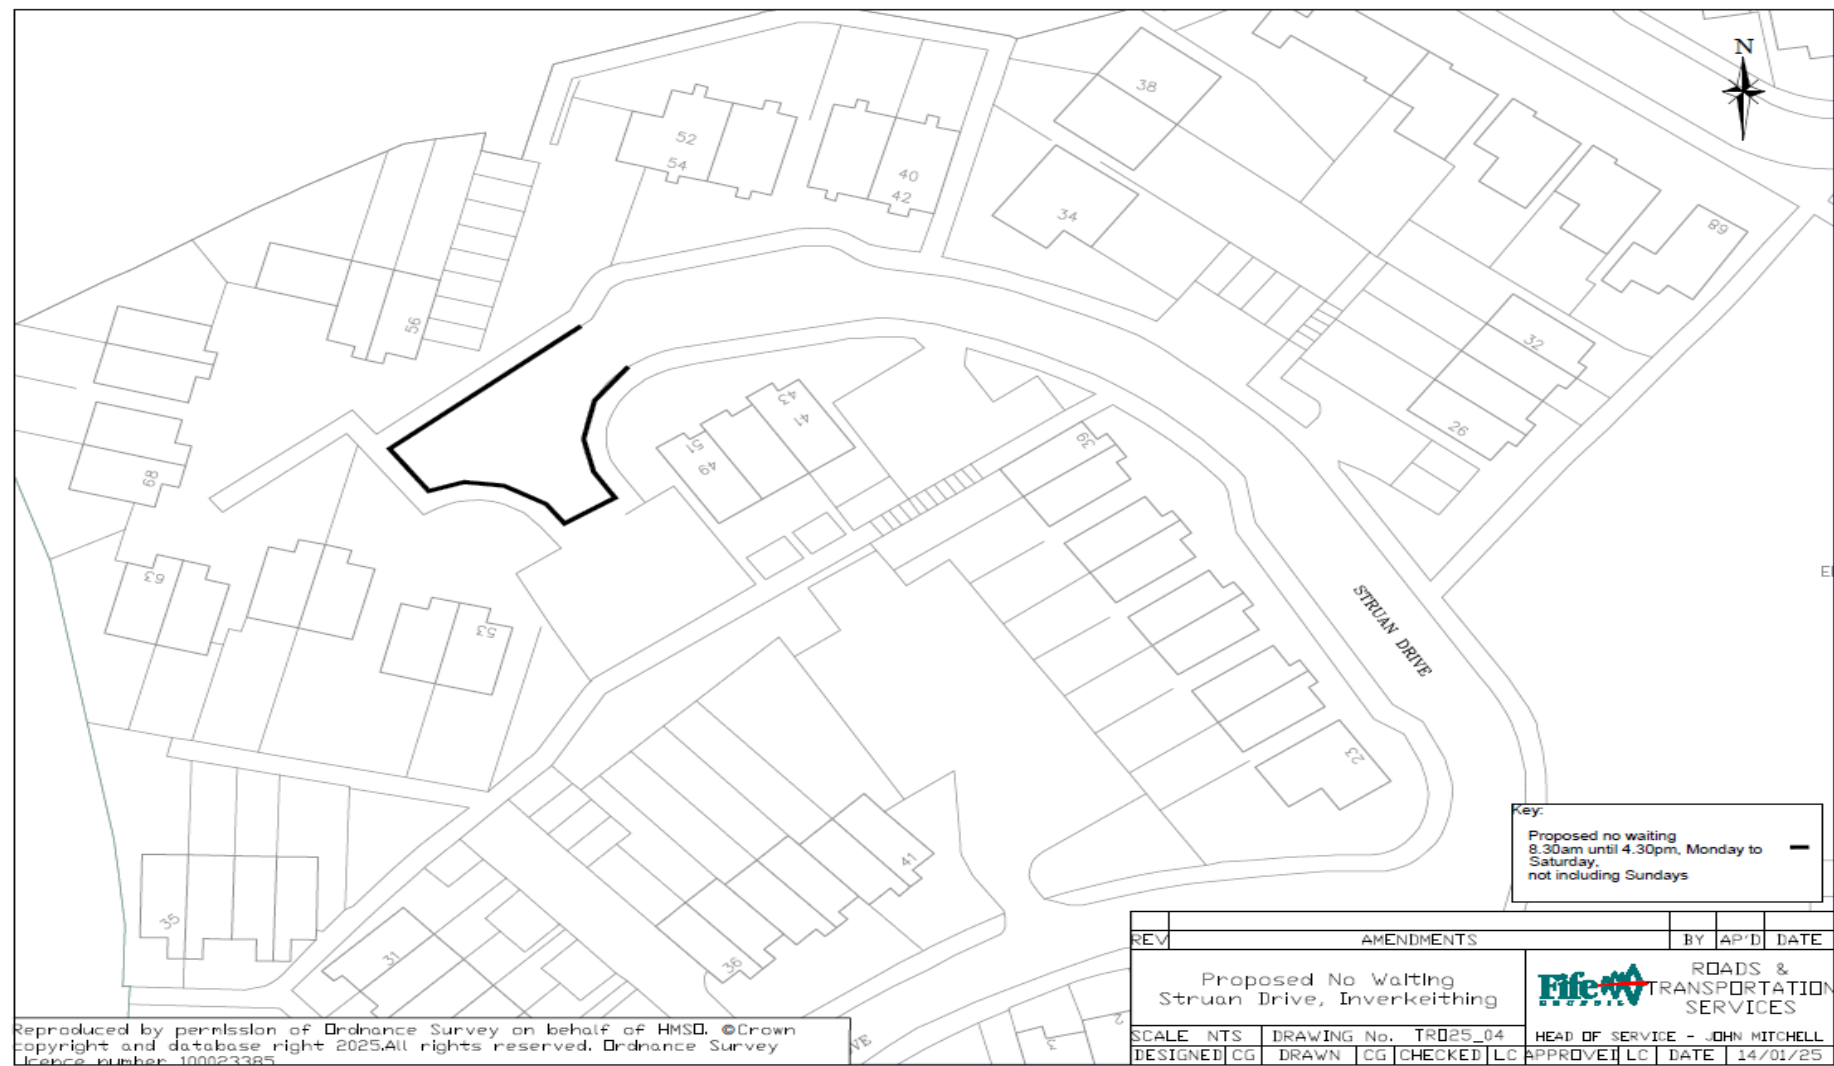 N
38
52
54
40
42
34
89
56
32
26
68
43
47
51
49
39
63
53
STRUAN DRIVE
23
41
35
31
36
Key:
Proposed no waiting
8.30am until 4.30pm, Monday to
Saturday,
not including Sundays
REV AMENDMENTS BY AP'D DATE
Proposed No Waiting
Struan Drive, Inverkeithing
Fife
ROADS &
TRANSPORTATION
SERVICES
SCALE NTS DRAWING No. TRO25_04 HEAD OF SERVICE - JOHN MITCHELL
DESIGNED CG DRAWN CG CHECKED LC APPROVED LC DATE 14/01/25
Reproduced by permission of Ordnance Survey on behalf of HMSO. ©Crown
copyright and database right 2025.All rights reserved. Ordnance Survey
Licence number 100023385